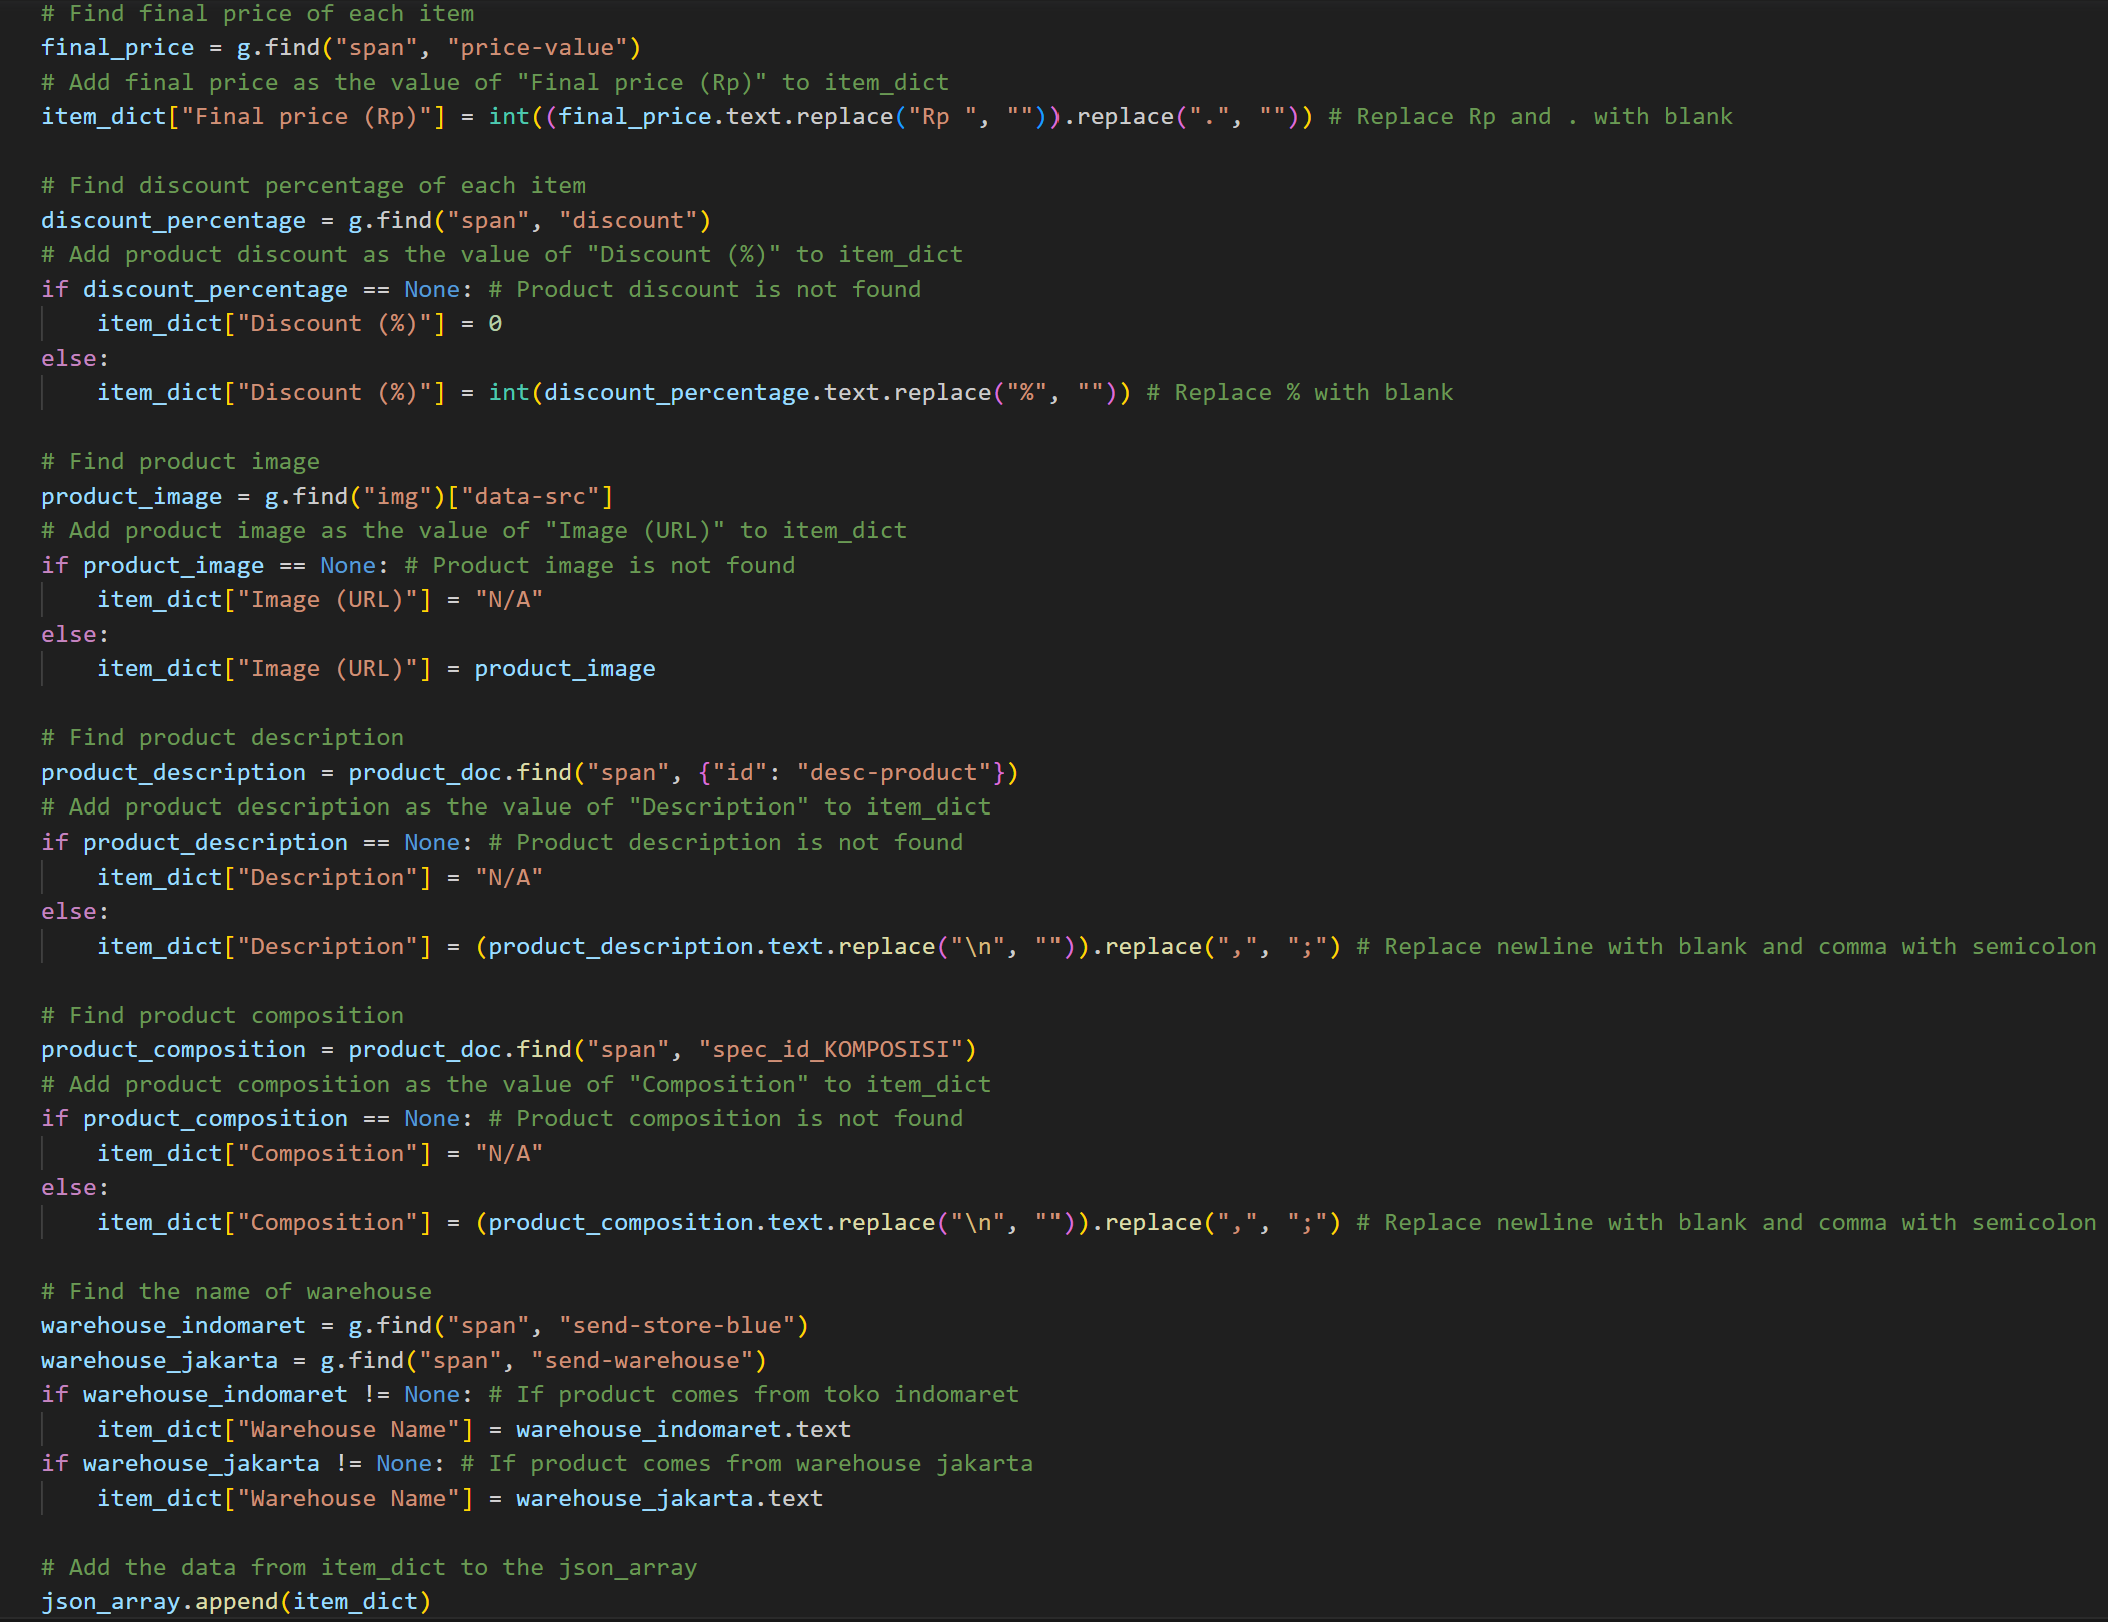 # Find final price of each item
final_price = g.find("span", "price-value")
# Add final price as the value of "Final price (Rp)" to item_dict
item_dict["Final price (Rp)"] = int((final_price.text.replace("Rp ", "")).replace(".", "")) # Replace Rp and . with blank

# Find discount percentage of each item
discount_percentage = g.find("span", "discount")
# Add product discount as the value of "Discount (%)" to item_dict
if discount_percentage == None: # Product discount is not found
    item_dict["Discount (%)"] = 0
else:
    item_dict["Discount (%)"] = int(discount_percentage.text.replace("%", "")) # Replace % with blank

# Find product image
product_image = g.find("img")["data-src"]
# Add product image as the value of "Image (URL)" to item_dict
if product_image == None: # Product image is not found
    item_dict["Image (URL)"] = "N/A"
else:
    item_dict["Image (URL)"] = product_image

# Find product description
product_description = product_doc.find("span", {"id": "desc-product"})
# Add product description as the value of "Description" to item_dict
if product_description == None: # Product description is not found
    item_dict["Description"] = "N/A"
else:
    item_dict["Description"] = (product_description.text.replace("\n", "")).replace(",", ";") # Replace newline with blank and comma with semicolon

# Find product composition
product_composition = product_doc.find("span", "spec_id_KOMPOSISI")
# Add product composition as the value of "Composition" to item_dict
if product_composition == None: # Product composition is not found
    item_dict["Composition"] = "N/A"
else:
    item_dict["Composition"] = (product_composition.text.replace("\n", "")).replace(",", ";") # Replace newline with blank and comma with semicolon

# Find the name of warehouse
warehouse_indomaret = g.find("span", "send-store-blue")
warehouse_jakarta = g.find("span", "send-warehouse")
if warehouse_indomaret != None: # If product comes from toko indomaret
    item_dict["Warehouse Name"] = warehouse_indomaret.text
if warehouse_jakarta != None: # If product comes from warehouse jakarta
    item_dict["Warehouse Name"] = warehouse_jakarta.text

# Add the data from item_dict to the json_array
json_array.append(item_dict)